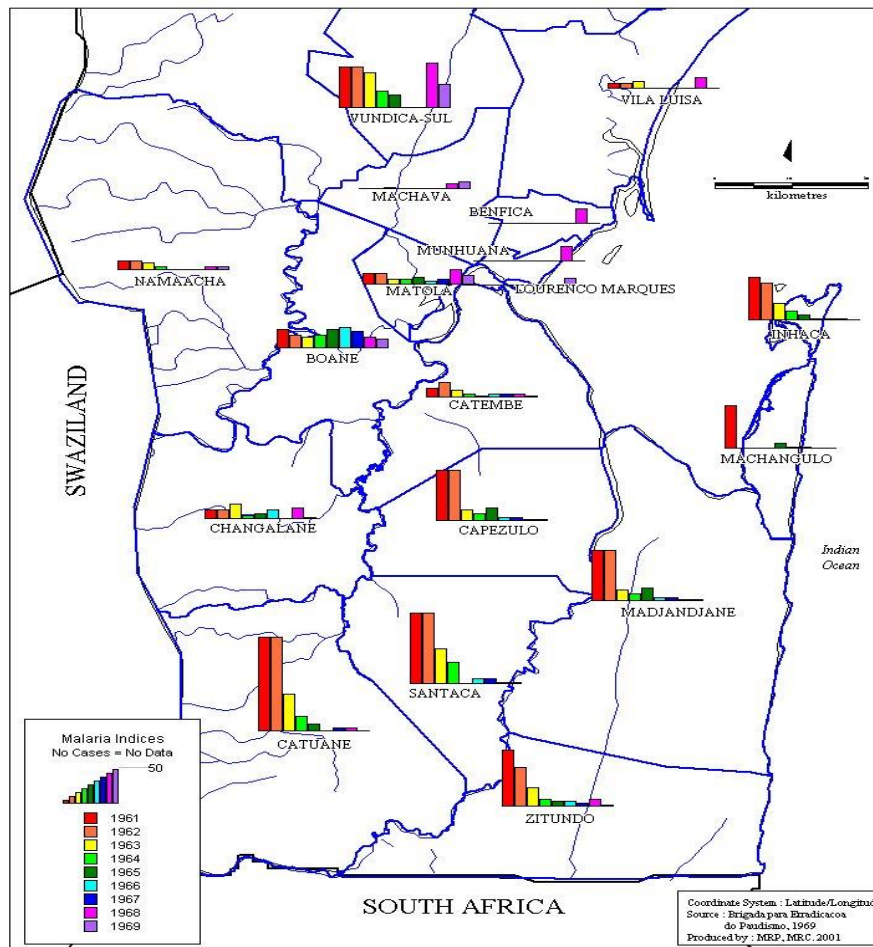 VUNDICA-SUL
VILA LUISA
kilometres
MACHAVA
BENFICA
MUNHUANA
NAMAACHA
MATOLA
LOURENCO MARQUES
INHACA
BOANE
CATEMBE
SWAZILAND
MACHANGULO
CHANGALANE
CAPEZULO
Indian
Ocean
MADJANDJANE
SANTACA
CATUANE
ZITUNDO
Malaria Indices
No Cases = No Data
50
1961
1962
1963
1964
1965
1966
1967
1968
1969
SOUTH AFRICA
Coordinate System : Latitude/Longitud
Source : Brigada para Erradicacoa
do Paudismo, 1969
Produced by : MRP, MRC. 2001